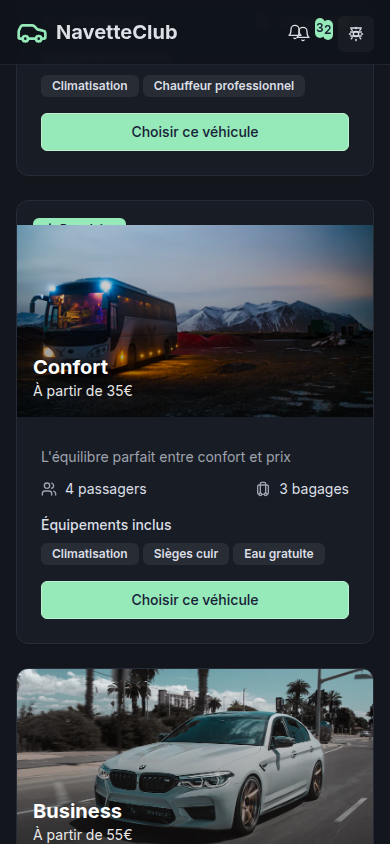 NavetteClub
32
Climatisation
Chauffeur professionnel
Choisir ce véhicule
Confort
À partir de 35€
L'équilibre parfait entre confort et prix
4 passagers
3 bagages
Équipements inclus
Climatisation
Sièges cuir
Eau gratuite
Choisir ce véhicule
Business
À partir de 55€